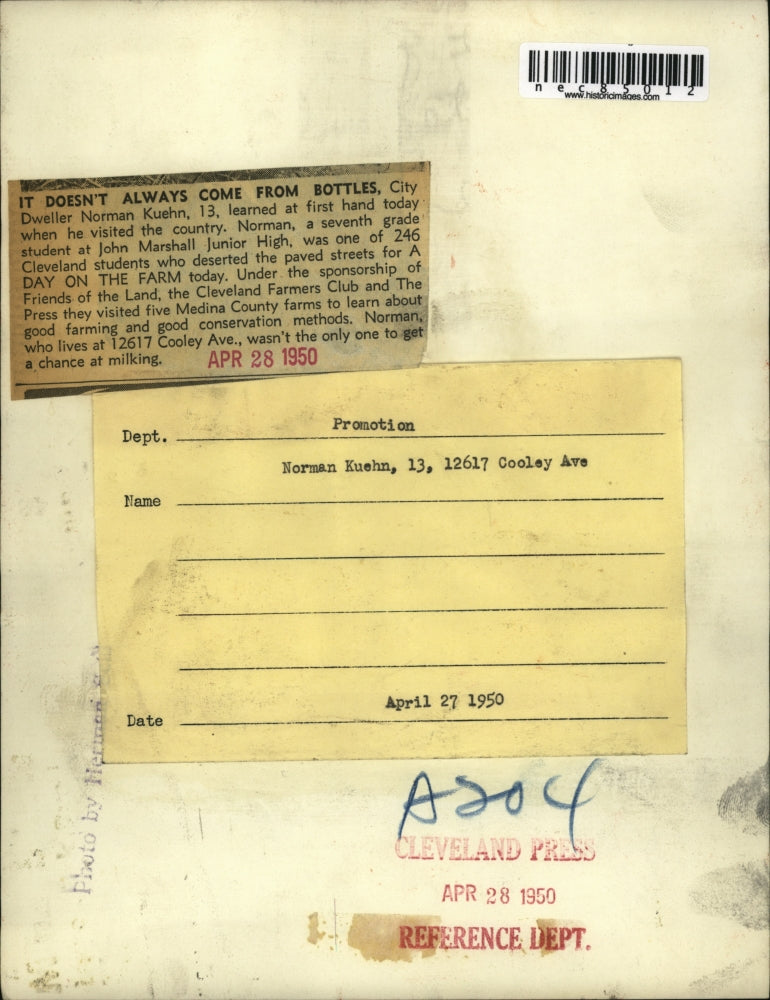 n e c 8 5 0 1 2
www.historicimages.com
IT DOESN'T ALWAYS COME FROM BOTTLES, City
Dweller Norman Kuehn, 13, learned at first hand today
when he visited the country. Norman, a seventh grade
student at John Marshall Junior High, was one of 246
Cleveland students who deserted the paved streets for A
DAY ON THE FARM today. Under the sponsorship of
Friends of the Land, the Cleveland Farmers Club and The
Press they visited five Medina County farms to learn about
good farming and good conservation methods. Norman,
who lives at 12617 Cooley Ave., wasn't the only one to get
a chance at milking.
APR 28 1950
Dept. Promotion
Norman Kuehn, 13, 12617 Cooley Ave
Name
Date April 27 1950
Photo by Herman
A204
CLEVELAND PRESS
APR 28 1950
REFERENCE DEPT.